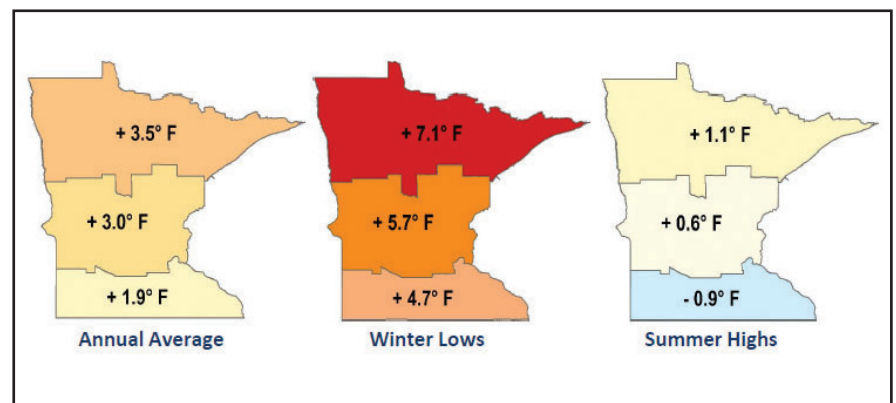 + 3.5° F
+ 3.0° F
+ 1.9° F
Annual Average
+ 7.1° F
+ 5.7° F
+ 4.7° F
Winter Lows
+ 1.1° F
+ 0.6° F
- 0.9° F
Summer Highs